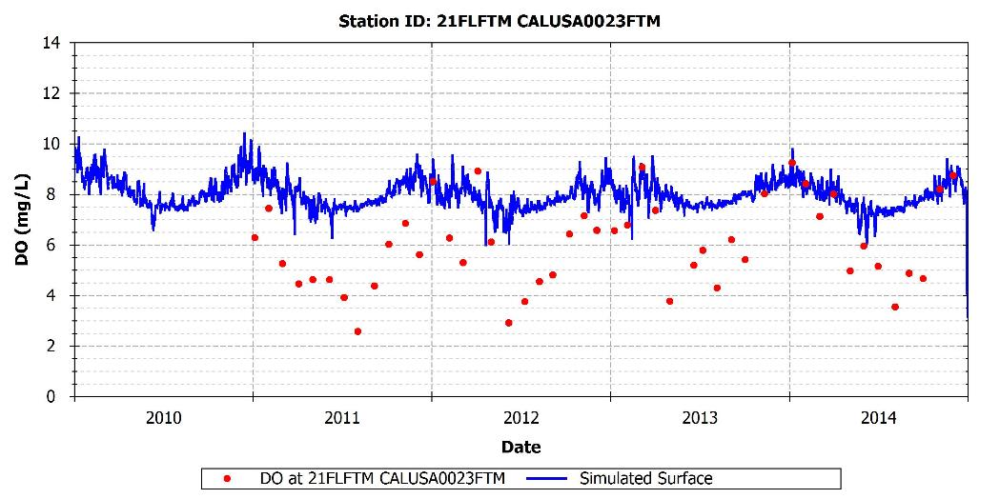 Station ID: 21FLFTM CALUSA0023FTM
14
12
10
8
6
4
2
0
DO (mg/L)
2010 2011 2012 2013 2014
Date
DO at 21FLFTM CALUSA0023FTM Simulated Surface